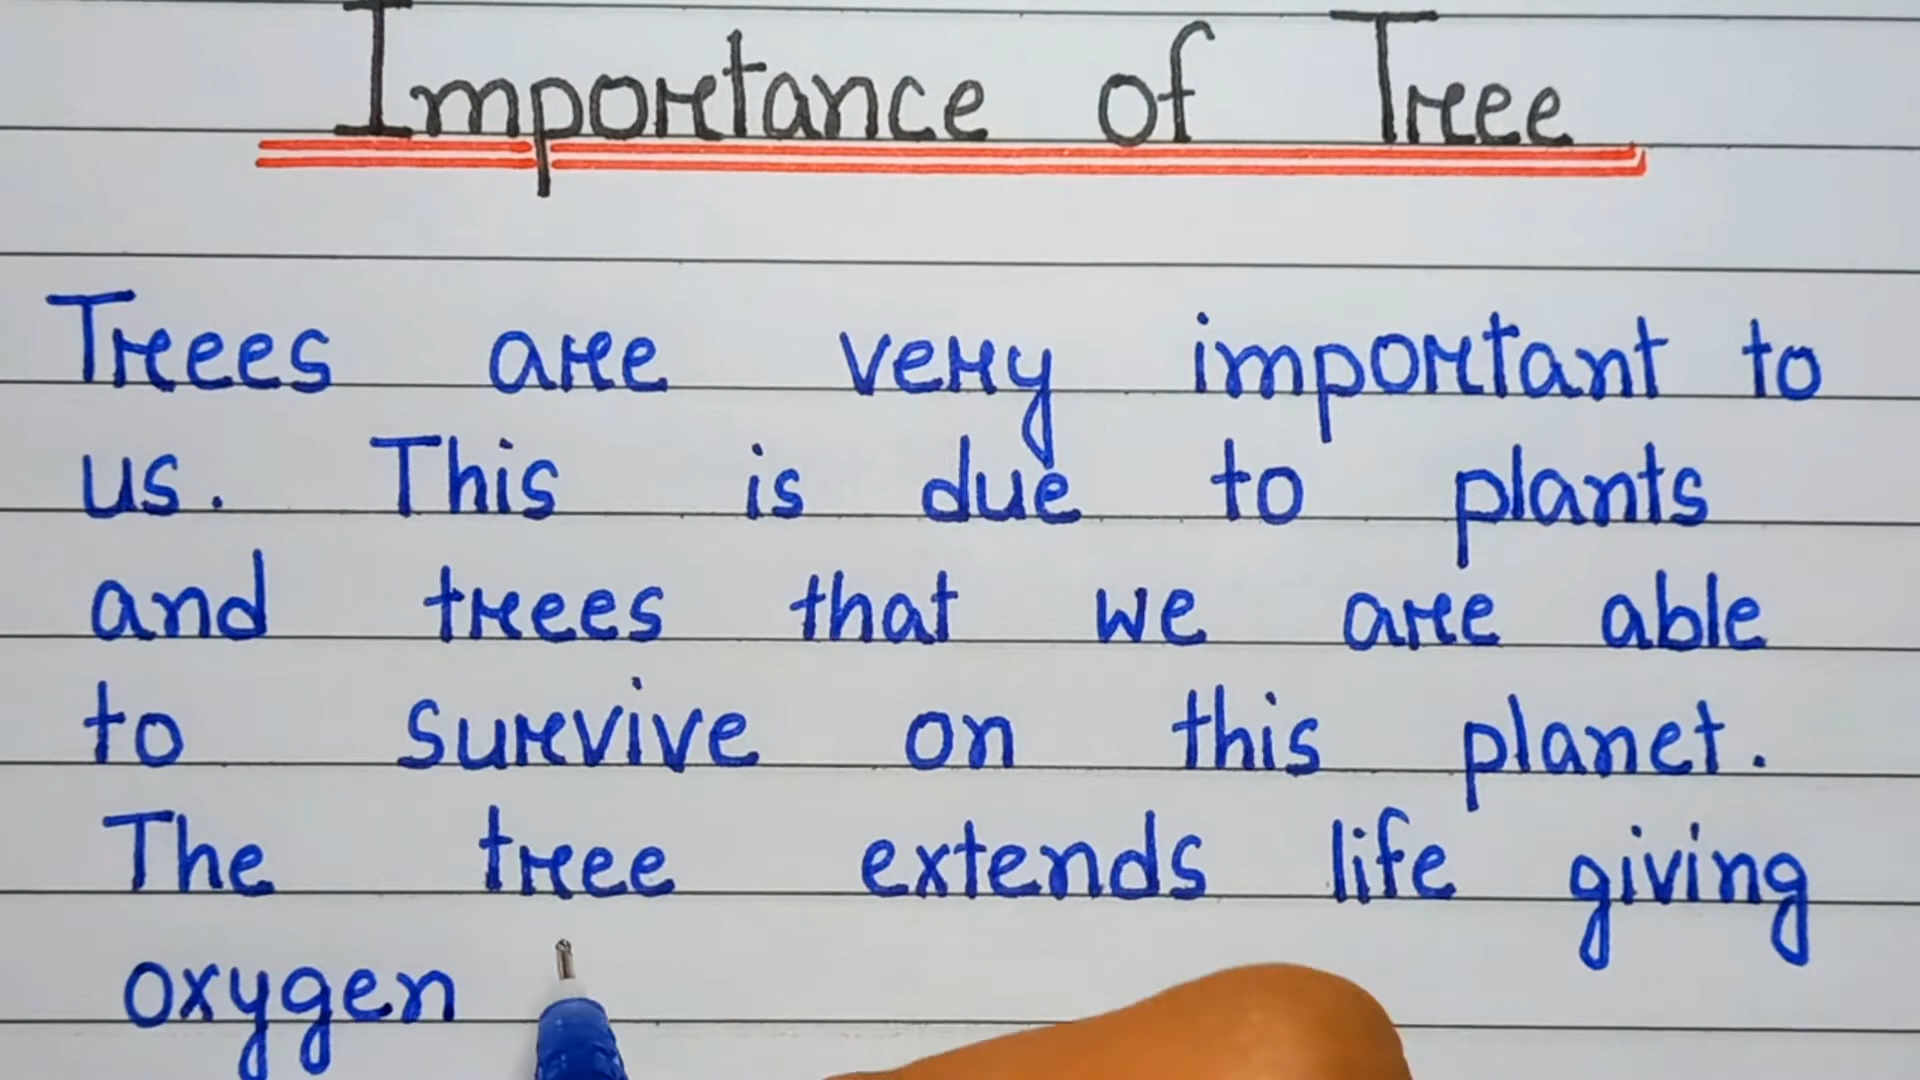 Importance of Tree
Trees are very important to
us. This is due to plants
and trees that we are able
to survive on this planet.
The tree extends life giving
oxygen